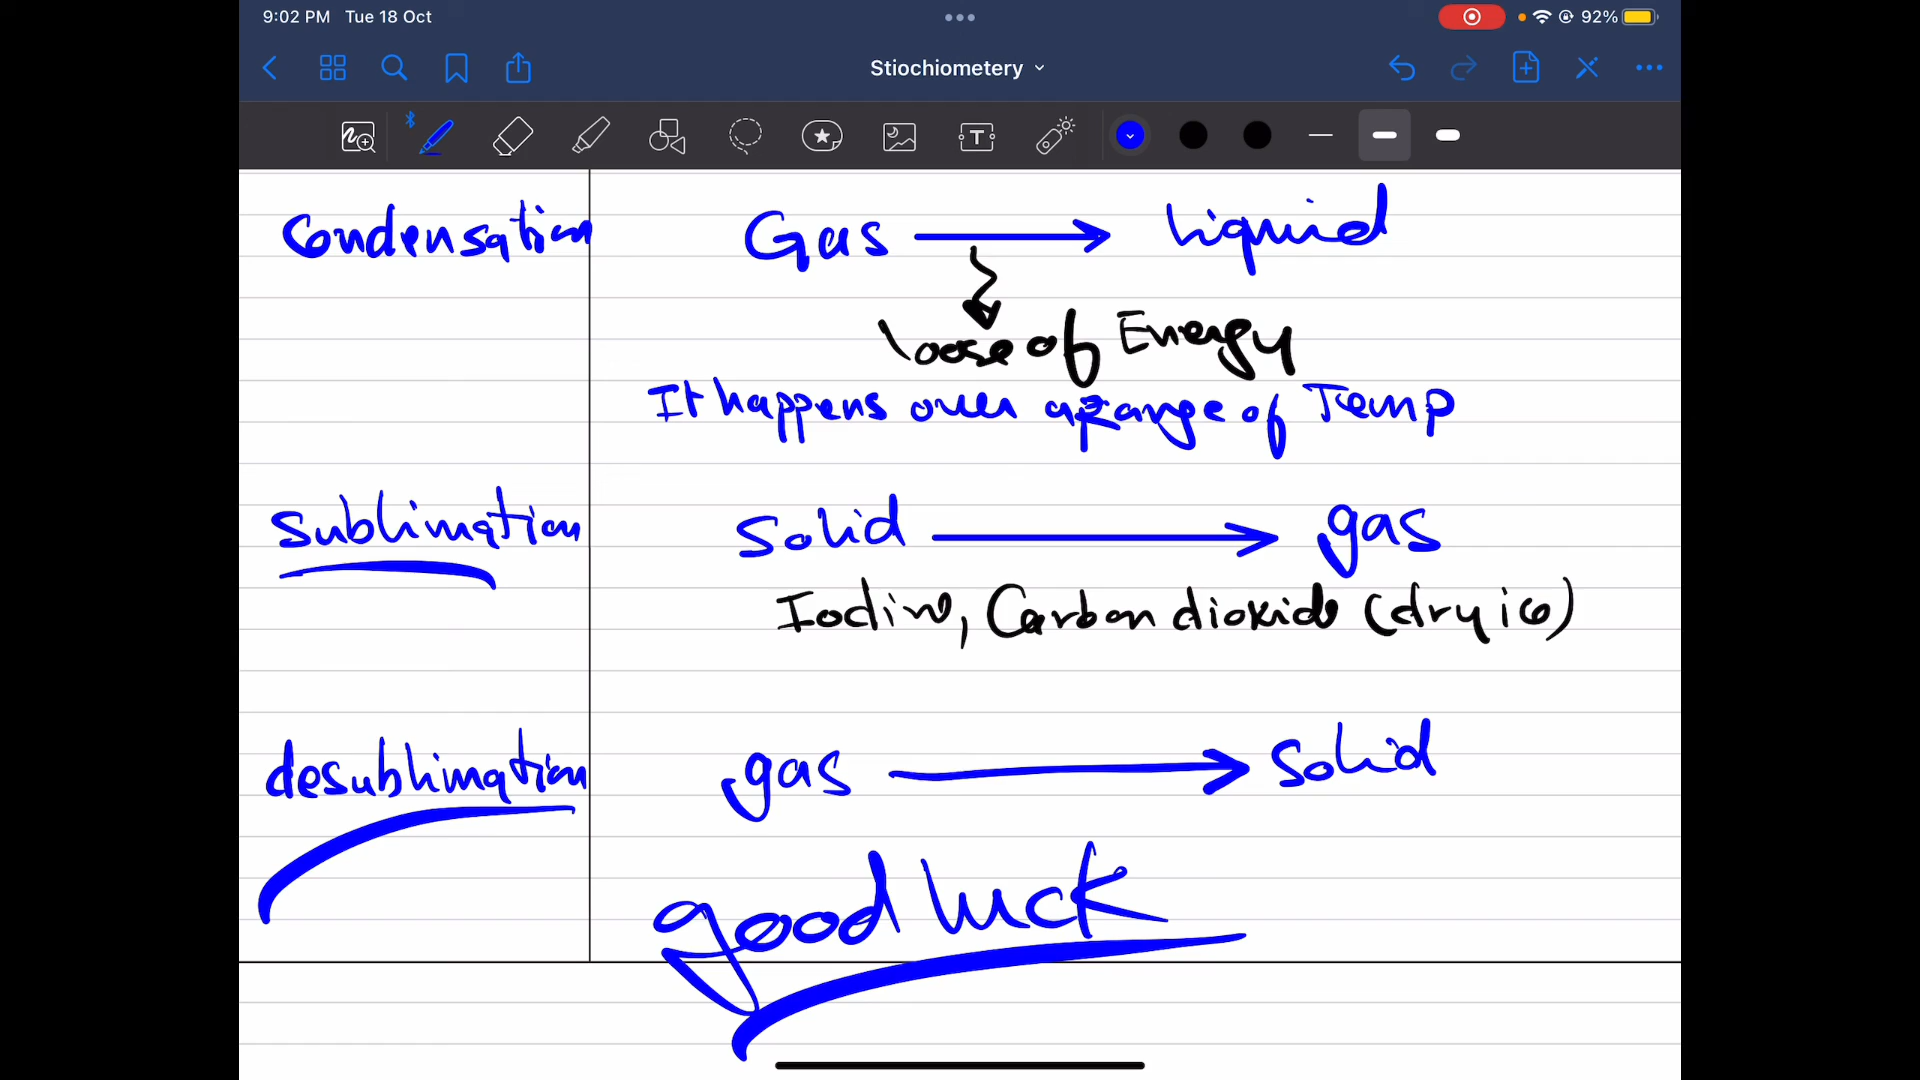 9:02 PM Tue 18 Oct
92%
Stiochiometery
T
Condensation Gas → Liquid
loose of Energy
It happens over a range of Temp
Sublimation Solid → gas
Iodine, Carbon dioxide (dry ice)
desublimation gas → Solid
good luck